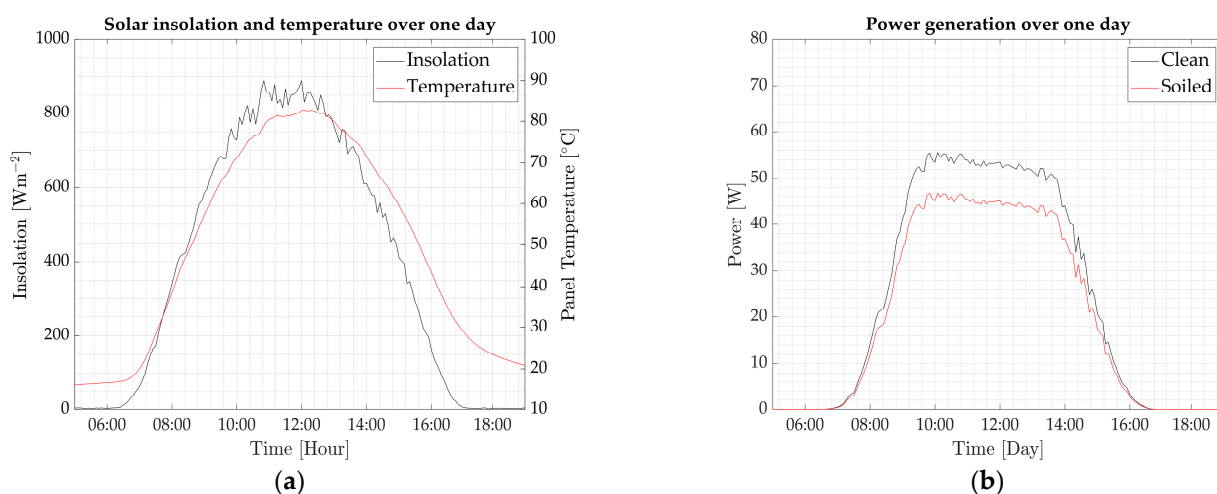 Solar insolation and temperature over one day
1000
800
600
400
200
0
Insolation [Wm−2]
100
90
80
70
60
50
40
30
20
10
Panel Temperature [°C]
Insolation
Temperature
06:00 08:00 10:00 12:00 14:00 16:00 18:00
Time [Hour]
(a)
Power generation over one day
80
70
60
50
40
30
20
10
0
Power [W]
Clean
Soiled
06:00 08:00 10:00 12:00 14:00 16:00 18:00
Time [Day]
(b)